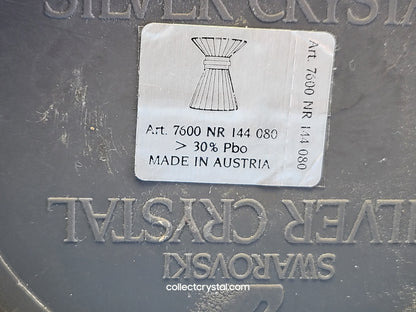 SILVER CRYSTA
Art. 7600 NR 144 080
> 30% Pbo
MADE IN AUSTRIA
Art. 7600 NR 144 080
SILVER CRYSTAL
SWAROVSKI
collectcrystal.com